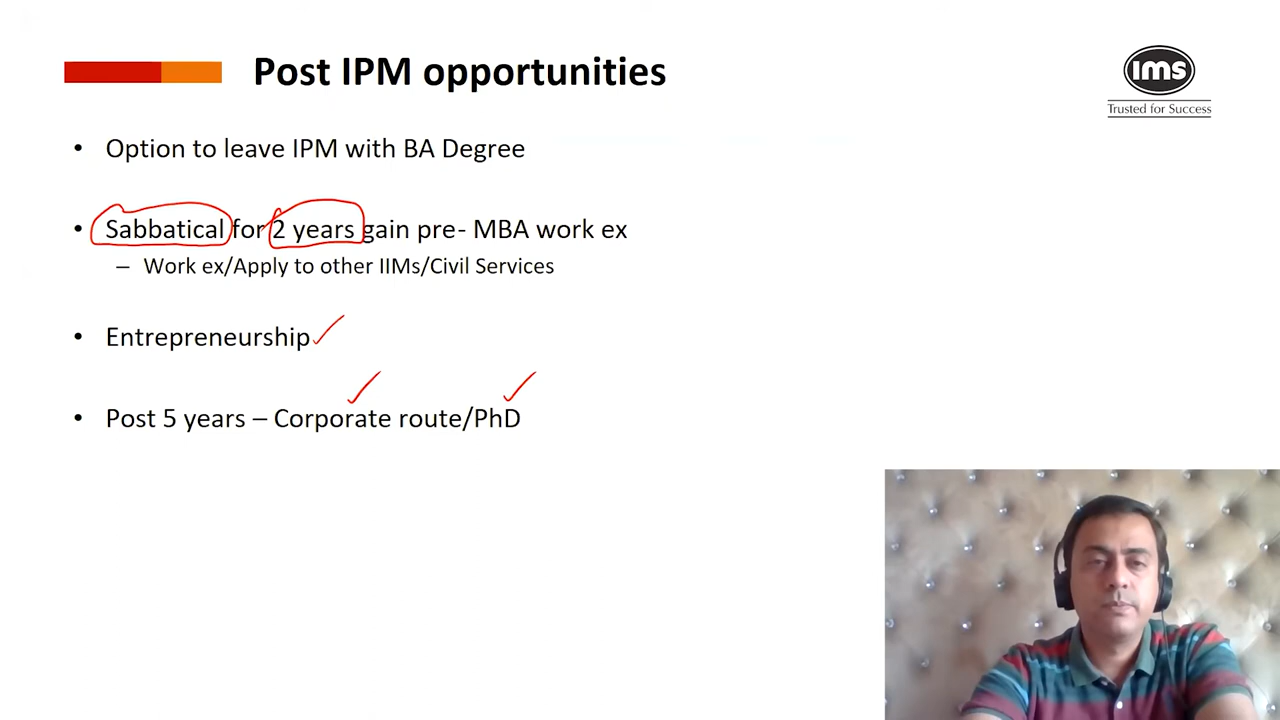 Post IPM opportunities
ims
Trusted for Success
• Option to leave IPM with BA Degree
• Sabbatical for 2 years gain pre- MBA work ex
– Work ex/Apply to other IIMs/Civil Services
• Entrepreneurship
• Post 5 years – Corporate route/PhD